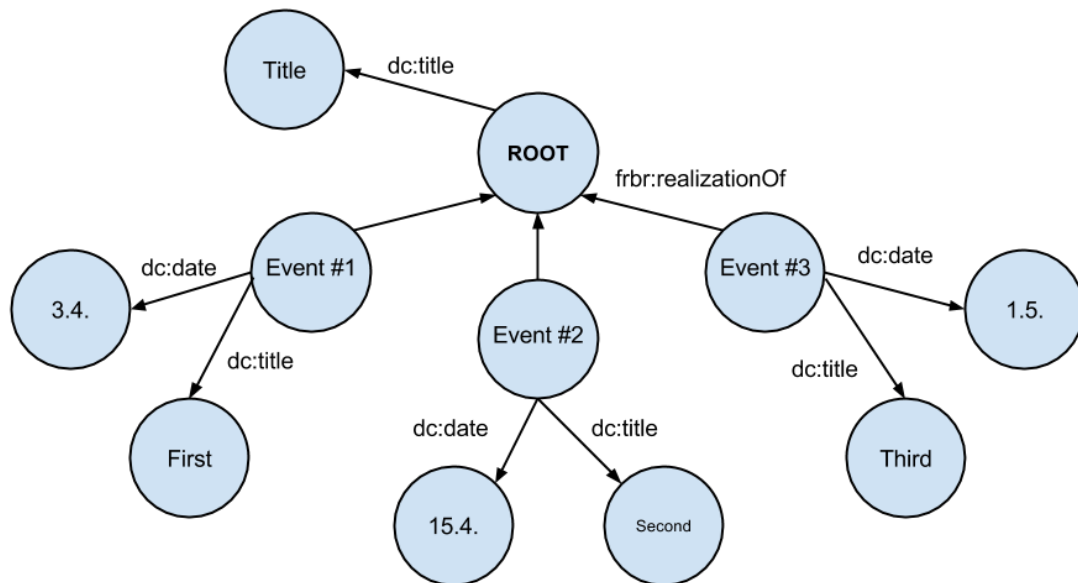 dc:title
Title
ROOT
frbr:realizationOf
Event #1
Event #3
dc:date
dc:date
3.4.
1.5.
Event #2
dc:title
dc:title
dc:date
dc:title
First
Third
15.4.
Second